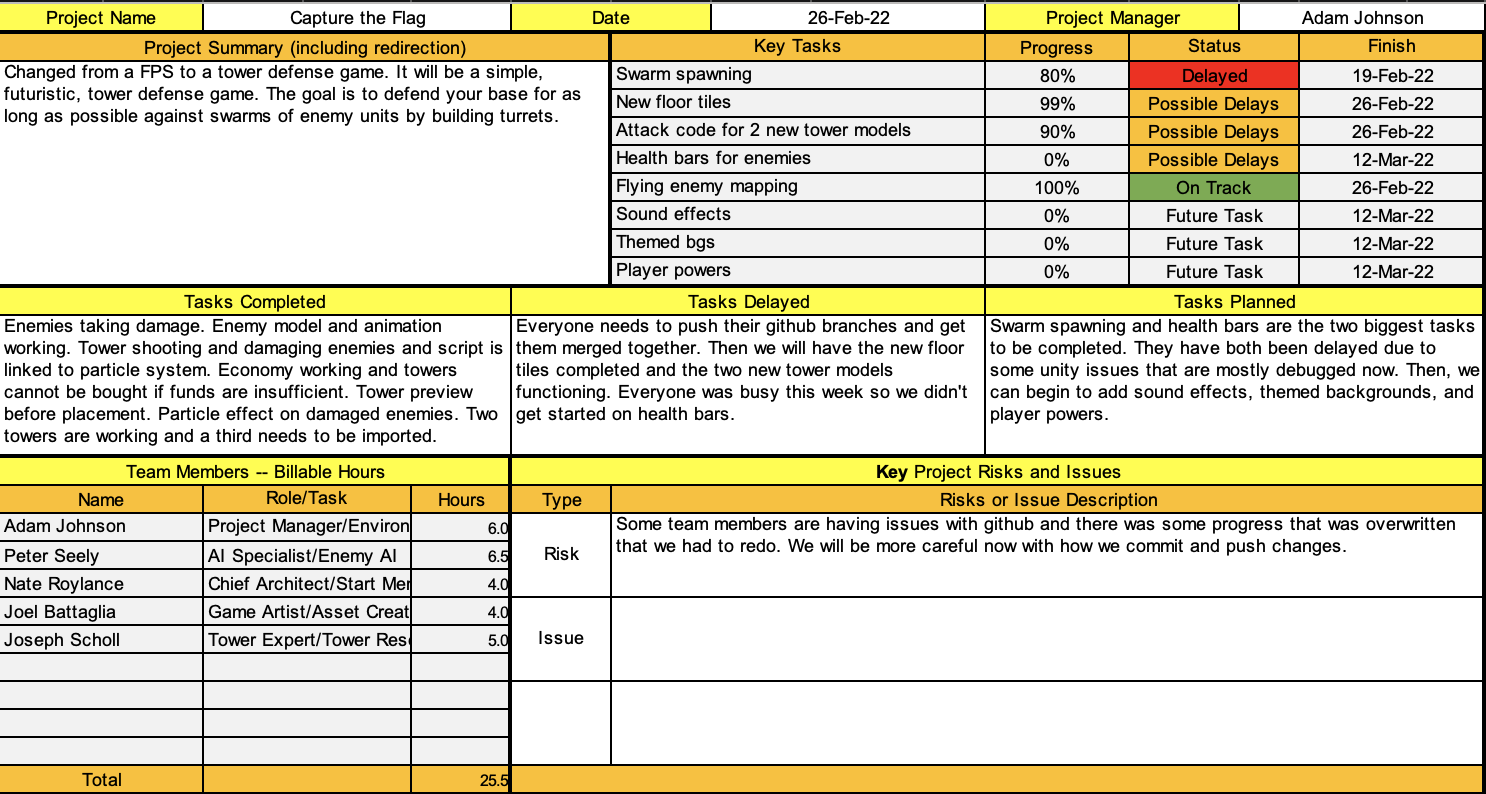 Project Name Capture the Flag Date 26-Feb-22 Project Manager Adam Johnson
Project Summary (including redirection)
Changed from a FPS to a tower defense game. It will be a simple,
futuristic, tower defense game. The goal is to defend your base for as
long as possible against swarms of enemy units by building turrets.
Key Tasks Progress Status Finish
Swarm spawning 80% Delayed 19-Feb-22
New floor tiles 99% Possible Delays 26-Feb-22
Attack code for 2 new tower models 90% Possible Delays 26-Feb-22
Health bars for enemies 0% Possible Delays 12-Mar-22
Flying enemy mapping 100% On Track 26-Feb-22
Sound effects 0% Future Task 12-Mar-22
Themed bgs 0% Future Task 12-Mar-22
Player powers 0% Future Task 12-Mar-22
Tasks Completed
Enemies taking damage. Enemy model and animation
working. Tower shooting and damaging enemies and script is
linked to particle system. Economy working and towers
cannot be bought if funds are insufficient. Tower preview
before placement. Particle effect on damaged enemies. Two
towers are working and a third needs to be imported.
Tasks Delayed
Everyone needs to push their github branches and get
them merged together. Then we will have the new floor
tiles completed and the two new tower models
functioning. Everyone was busy this week so we didn't
get started on health bars.
Tasks Planned
Swarm spawning and health bars are the two biggest tasks
to be completed. They have both been delayed due to
some unity issues that are mostly debugged now. Then, we
can begin to add sound effects, themed backgrounds, and
player powers.
Team Members -- Billable Hours
Name Role/Task Hours
Adam Johnson Project Manager/Environ 6.0
Peter Seely AI Specialist/Enemy AI 6.5
Nate Roylance Chief Architect/Start Mer 4.0
Joel Battaglia Game Artist/Asset Creat 4.0
Joseph Scholl Tower Expert/Tower Res 5.0
Total 25.5
Key Project Risks and Issues
Type Risks or Issue Description
Risk
Some team members are having issues with github and there was some progress that was overwritten
that we had to redo. We will be more careful now with how we commit and push changes.
Issue